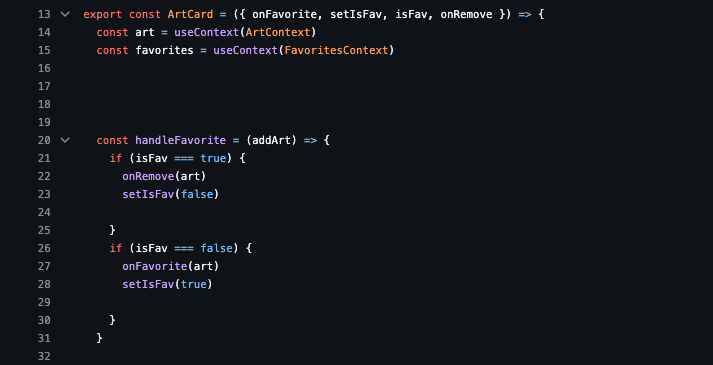 13 export const ArtCard = ({ onFavorite, setIsFav, isFav, onRemove }) => {
14   const art = useContext(ArtContext)
15   const favorites = useContext(FavoritesContext)
16
17
18
19
20   const handleFavorite = (addArt) => {
21     if (isFav === true) {
22       onRemove(art)
23       setIsFav(false)
24
25     }
26     if (isFav === false) {
27       onFavorite(art)
28       setIsFav(true)
29
30     }
31   }
32